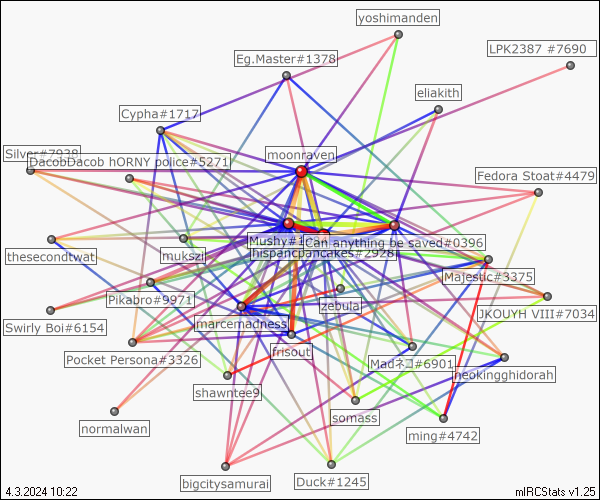 yoshimanden
LPK2387 #7690
Eg.Master#1378
eliakith
Cypha#1717
moonraven
Silver#7938
DacobDacob hORNY police#5271
Fedora Stoat#4479
Can anything be saved#0396
thesecondtwat
mukszi
hispancpancakes#2928
Majestic#3375
Pikabro#9971
zebula
JKOUYH VIII#7034
Swirly Boi#6154
marcemadness
Pocket Persona#3326
frisout
Madネコ#6901
neokingghidorah
shawntee9
normalwan
somass
ming#4742
bigcitysamurai
Duck#1245
4.3.2024 10:22
mIRCStats v1.25